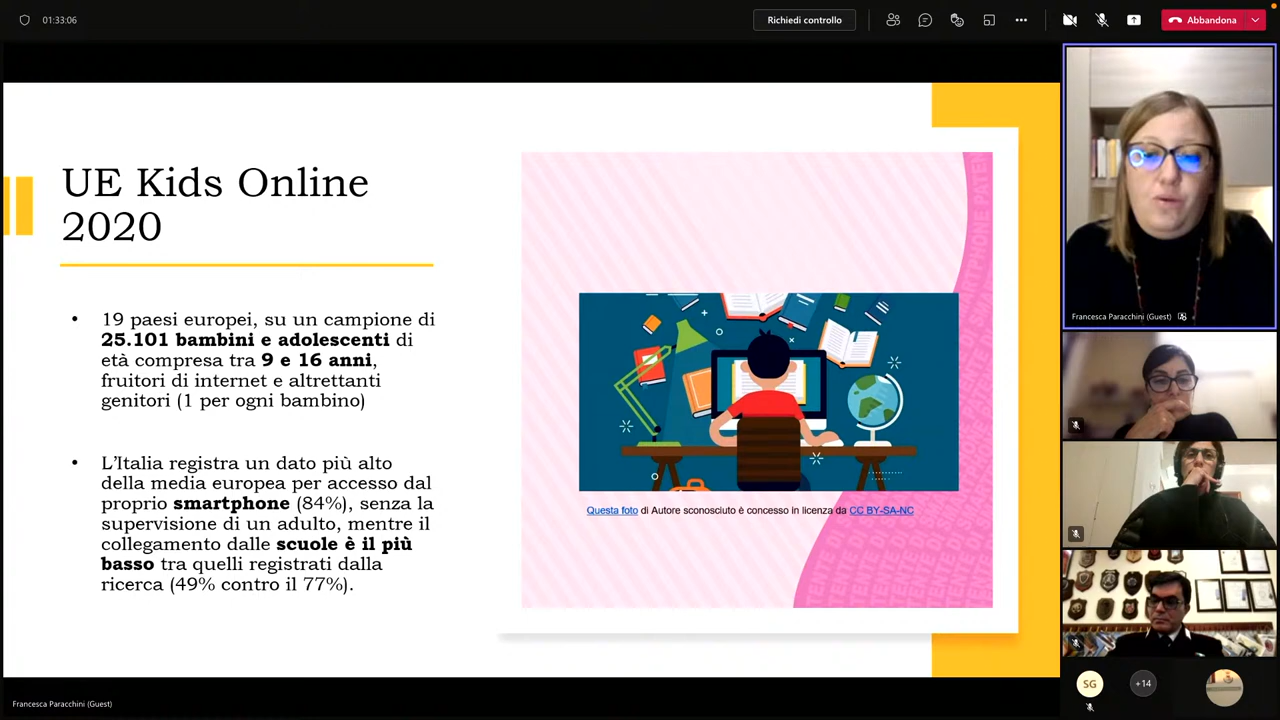 01:33:06
Richiedi controllo
Abbandona
UE Kids Online
2020
• 19 paesi europei, su un campione di
25.101 bambini e adolescenti di
età compresa tra 9 e 16 anni,
fruitori di internet e altrettanti
genitori (1 per ogni bambino)
• L'Italia registra un dato più alto
della media europea per accesso dal
proprio smartphone (84%), senza la
supervisione di un adulto, mentre il
collegamento dalle scuole è il più
basso tra quelli registrati dalla
ricerca (49% contro il 77%).
Questa foto di Autore sconosciuto è concesso in licenza da CC BY-SA-NC
Francesca Paracchini (Guest)
SG
+14
Francesca Paracchini (Guest)